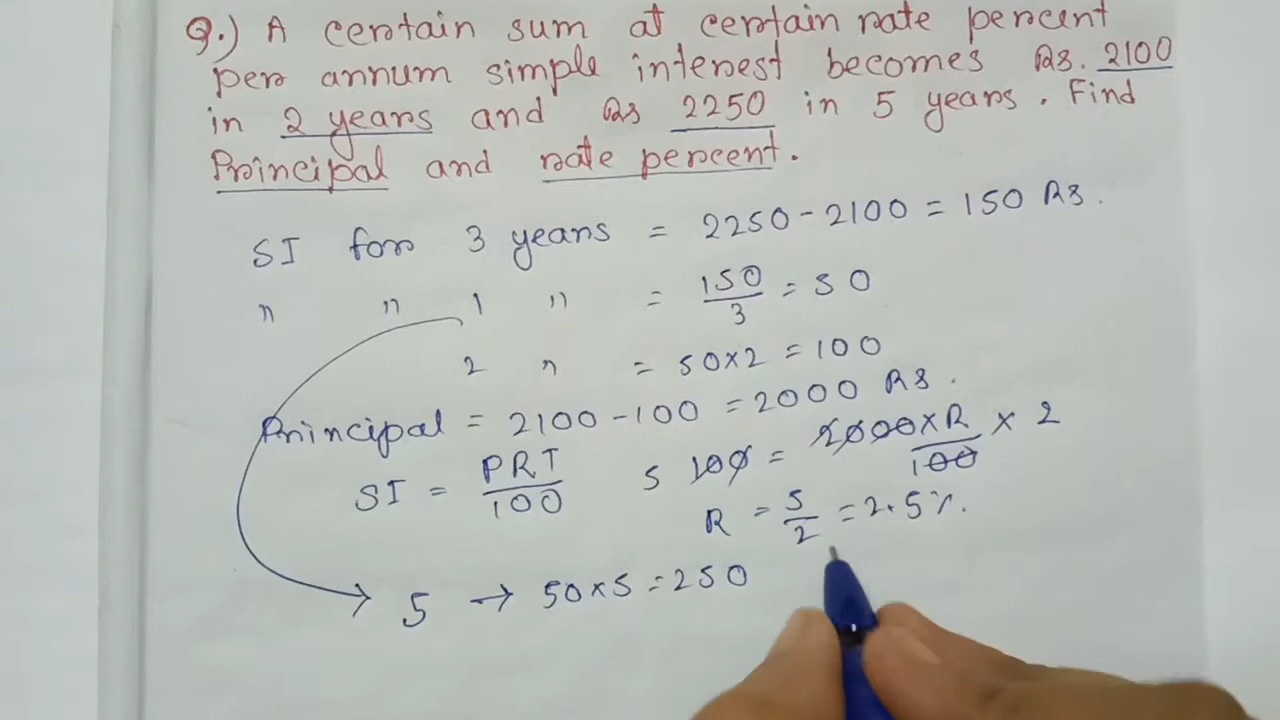 Q.) A certain sum at certain rate percent
per annum simple interest becomes Rs. 2100
in 2 years and Rs 2250 in 5 years. Find
Principal and rate percent.
SI for 3 years = 2250 - 2100 = 150 Rs.
" " 1 " = 150/3 = 50
2 " = 50×2 = 100
Principal = 2100 - 100 = 2000 Rs.
SI = PRT/100 5 100 = 2000×R/100 × 2
R = 5/2 = 2.5%.
5 → 50×5 = 250